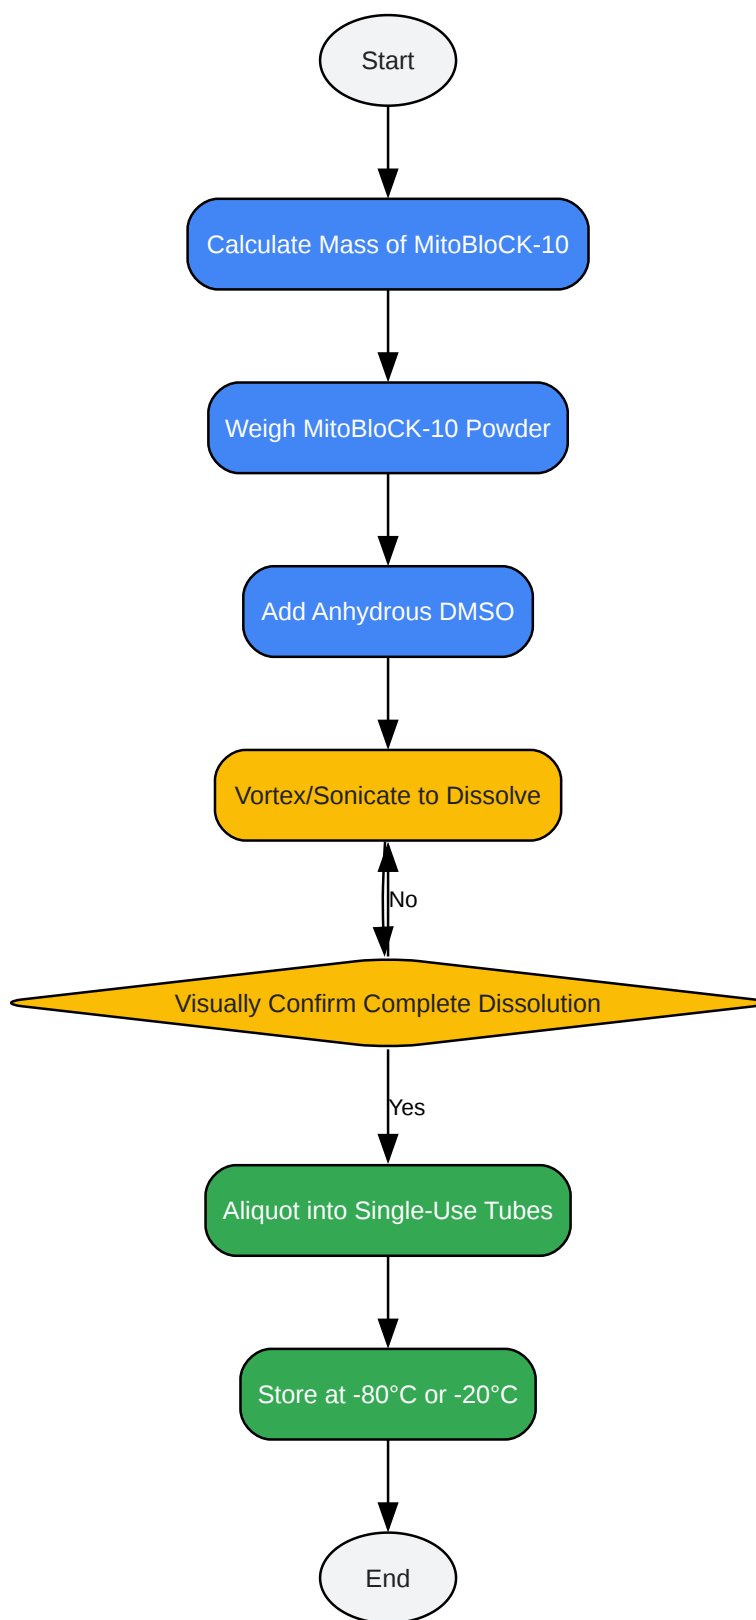 Start
Calculate Mass of MitoBloCK-10
Weigh MitoBloCK-10 Powder
Add Anhydrous DMSO
Vortex/Sonicate to Dissolve
No
Visually Confirm Complete Dissolution
Yes
Aliquot into Single-Use Tubes
Store at -80°C or -20°C
End